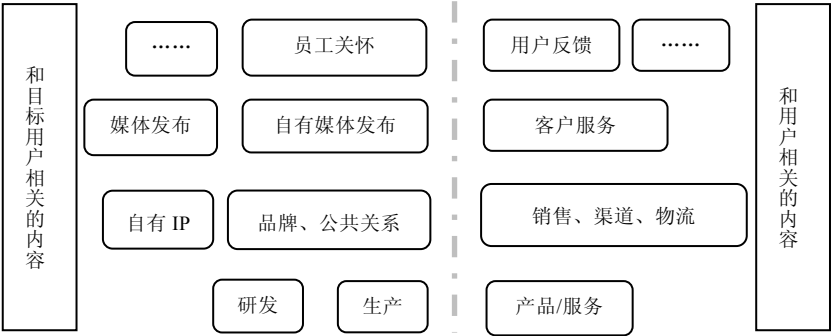 和目标用户相关的内容
……
员工关怀
用户反馈
……
媒体发布
自有媒体发布
客户服务
自有 IP
品牌、公共关系
销售、渠道、物流
研发
生产
产品/服务
和用户相关的内容